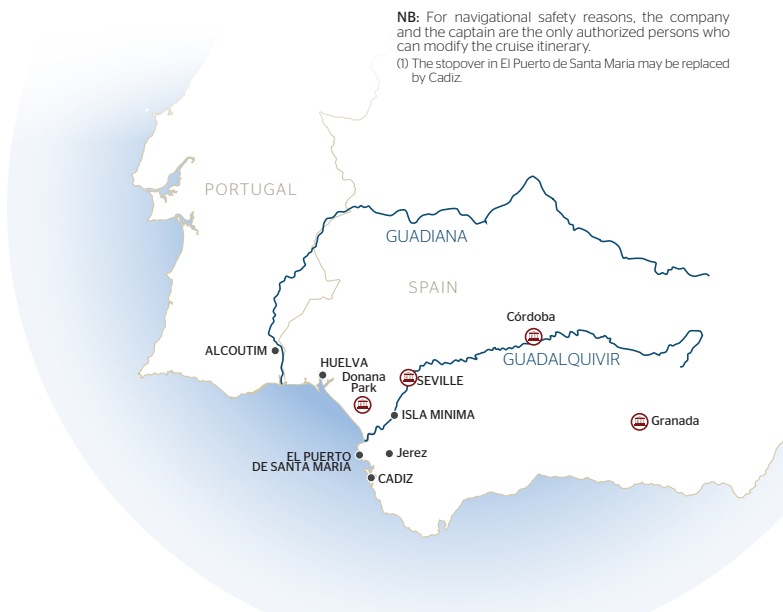 NB: For navigational safety reasons, the company
and the captain are the only authorized persons who
can modify the cruise itinerary.
(1) The stopover in El Puerto de Santa Maria may be replaced
by Cadiz.
PORTUGAL
GUADIANA
SPAIN
Córdoba
ALCOUTIM
GUADALQUIVIR
HUELVA
Donana
Park
SEVILLE
ISLA MINIMA
Granada
EL PUERTO
DE SANTA MARIA
Jerez
CADIZ